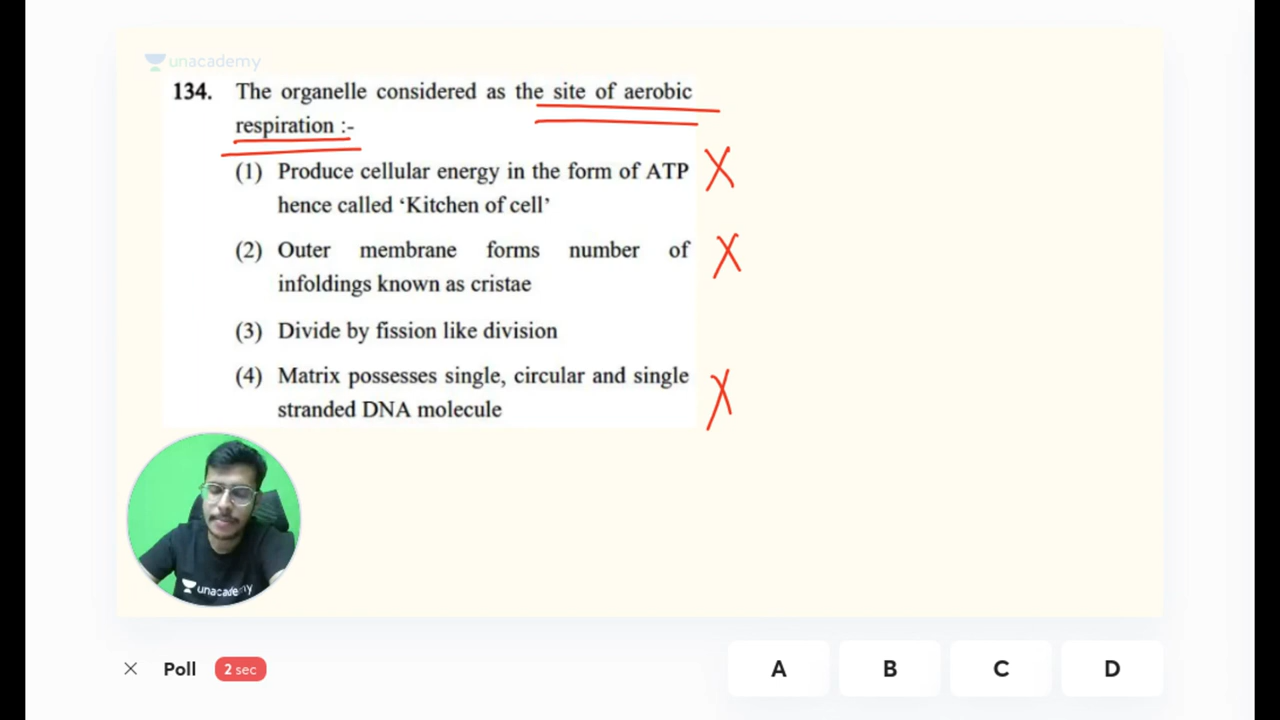 unacademy
134. The organelle considered as the site of aerobic
respiration :-
(1) Produce cellular energy in the form of ATP
hence called ‘Kitchen of cell’
(2) Outer membrane forms number of
infoldings known as cristae
(3) Divide by fission like division
(4) Matrix possesses single, circular and single
stranded DNA molecule
unacademy
Poll 2 sec A B C D